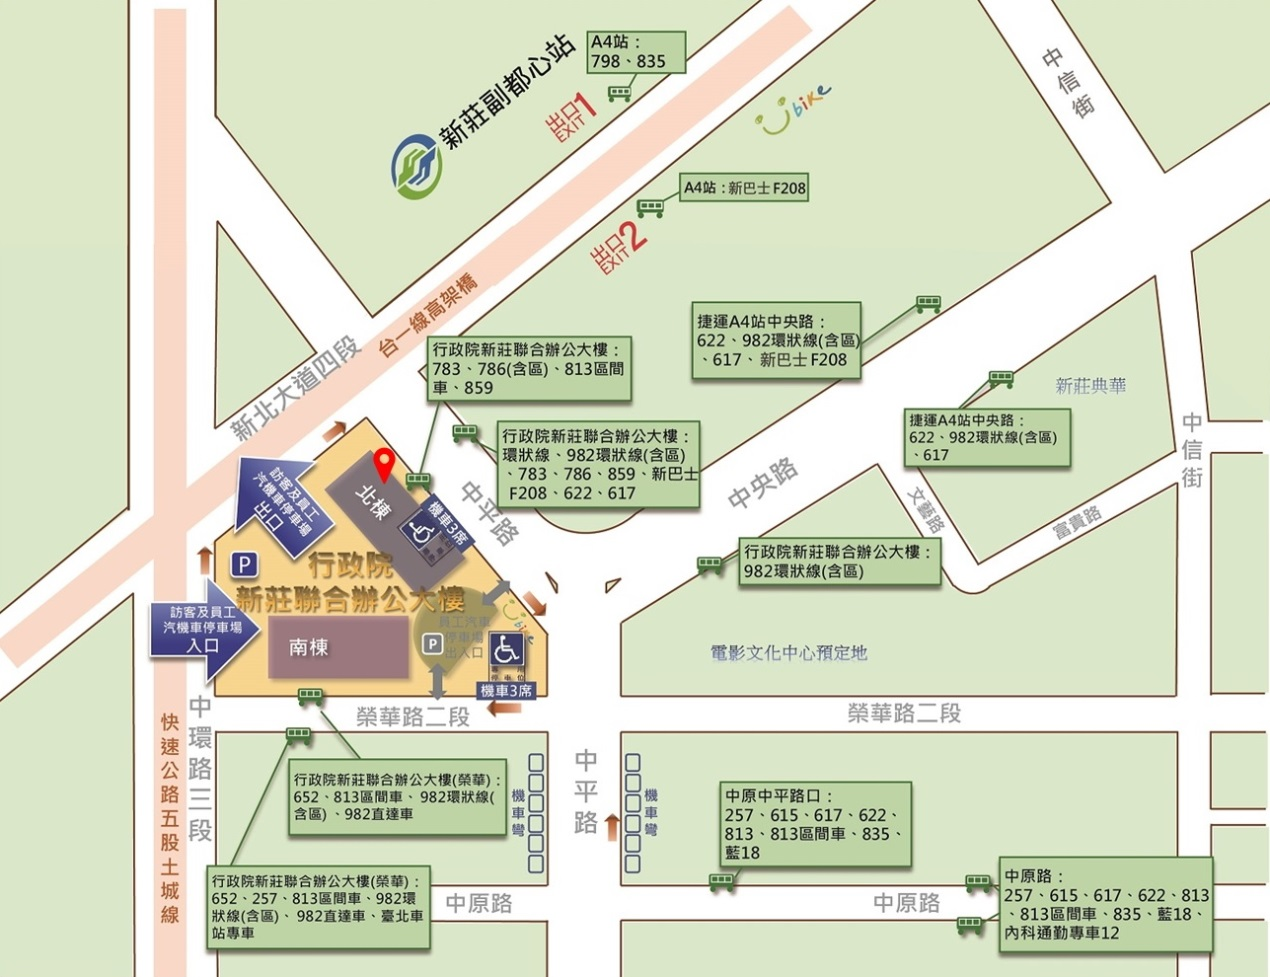 A4站：
798、835
新莊副都心站
出口1
EXIT
bike
中信街
A4站：新巴士F208
出口2
EXIT
台一線高架橋
新北大道四段
捷運A4站中央路：
622、982環狀線(含區)
、617、新巴士F208
行政院新莊聯合辦公大樓：
783、786(含區)、813區間
車、859
新莊典華
捷運A4站中央路：
622、982環狀線(含區)
、617
中信街
行政院新莊聯合辦公大樓：
環狀線、982環狀線(含區)
、783、786、859、新巴士
F208、622、617
中平路
中央路
文藝路
富貴路
訪客及員工
汽機車停車場
出口
北棟
機車3席
P
行政院
新莊聯合辦公大樓
行政院新莊聯合辦公大樓：
982環狀線(含區)
訪客及員工
汽機車停車場
入口
南棟
P
員工汽車
停車場
出入口
bike
機車3席
電影文化中心預定地
中環路三段
榮華路二段
榮華路二段
快速公路五股土城線
行政院新莊聯合辦公大樓(榮華)：
652、813區間車、982環狀線(
含區)、982直達車
機車彎
中平路
機車彎
中原中平路口：
257、615、617、622、
813、813區間車、835、
藍18
行政院新莊聯合辦公大樓(榮華)：
652、257、813區間車、982環
狀線(含區)、982直達車、臺北車
站專車
中原路
中原路
中原路：
257、615、617、622、813
、813區間車、835、藍18、
內科通勤專車12